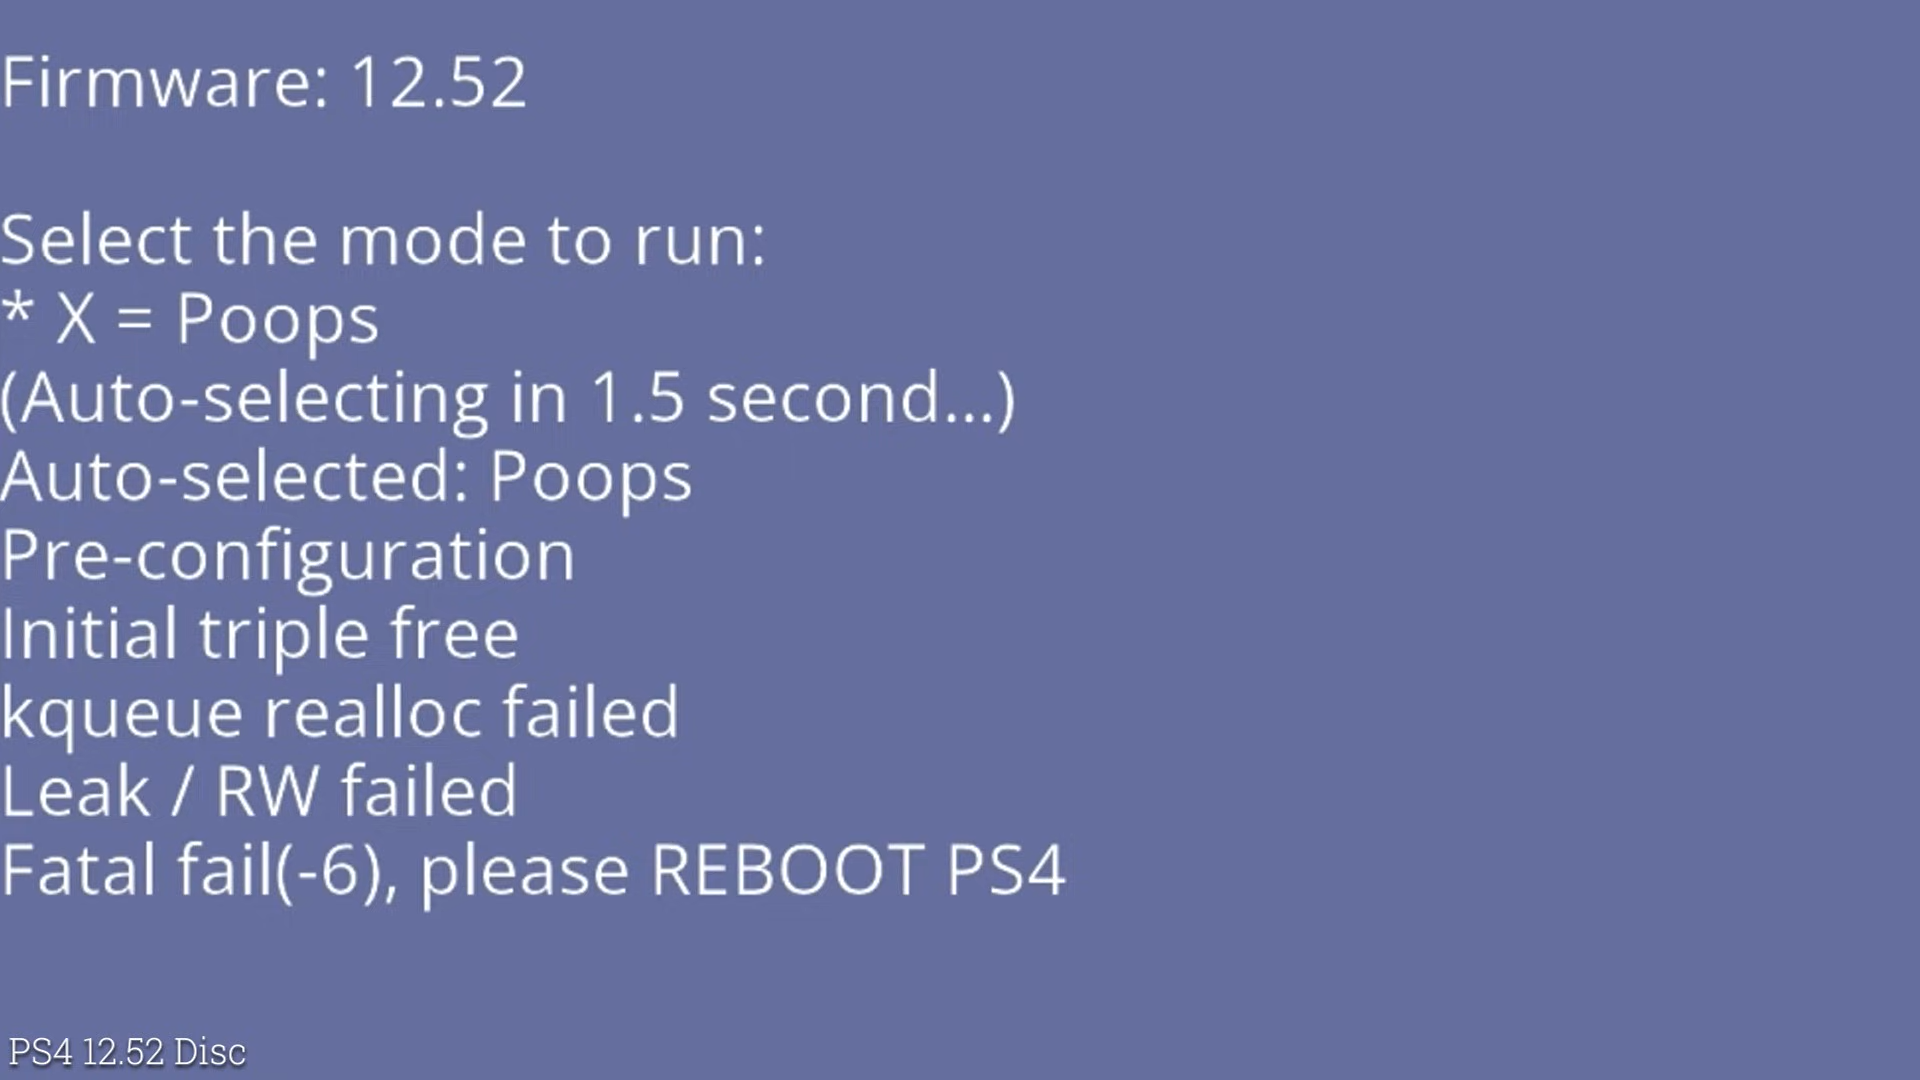 Firmware: 12.52
Select the mode to run:
* X = Poops
(Auto-selecting in 1.5 second...)
Auto-selected: Poops
Pre-configuration
Initial triple free
kqueue realloc failed
Leak / RW failed
Fatal fail(-6), please REBOOT PS4
PS4 12.52 Disc